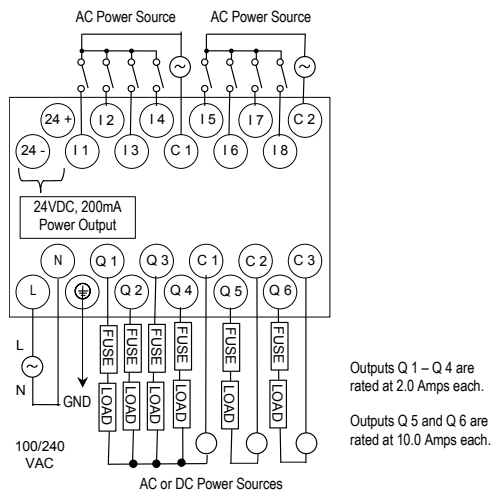 AC Power Source
AC Power Source
24 +
I 2
I 4
I 5
I 7
C 2
24 -
I 1
I 3
C 1
I 6
I 8
24VDC, 200mA
Power Output
N
Q 1
Q 3
C 1
C 2
C 3
L
Q 2
Q 4
Q 5
Q 6
L
N
GND
FUSE
FUSE
FUSE
FUSE
FUSE
FUSE
LOAD
LOAD
LOAD
LOAD
LOAD
LOAD
100/240
VAC
AC or DC Power Sources
Outputs Q 1 – Q 4 are
rated at 2.0 Amps each.
Outputs Q 5 and Q 6 are
rated at 10.0 Amps each.